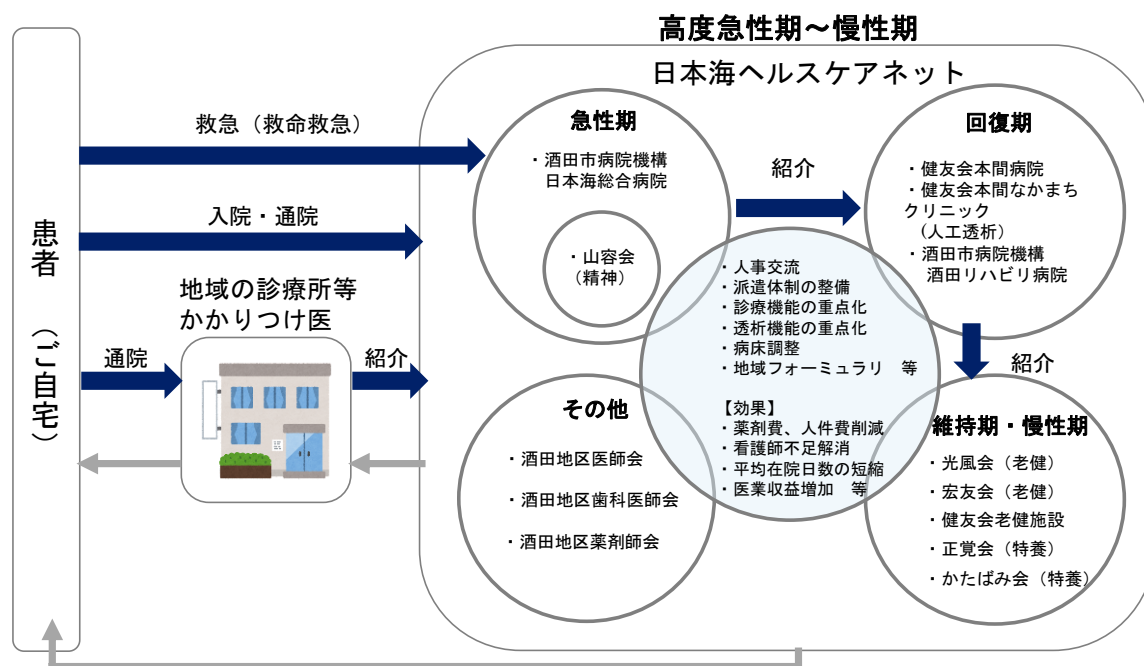 高度急性期～慢性期
日本海ヘルスケアネット
患者 （ご自宅）
救急（救命救急）
入院・通院
地域の診療所等
かかりつけ医
通院
紹介
急性期
・酒田市病院機構
日本海総合病院
・山容会
（精神）
紹介
回復期
・健友会本間病院
・健友会本間なかまち
クリニック
（人工透析）
・酒田市病院機構
酒田リハビリ病院
・人事交流
・派遣体制の整備
・診療機能の重点化
・透析機能の重点化
・病床調整
・地域フォーミュラリ 等
【効果】
・薬剤費、人件費削減
・看護師不足解消
・平均在院日数の短縮
・医業収益増加 等
紹介
その他
・酒田地区医師会
・酒田地区歯科医師会
・酒田地区薬剤師会
維持期・慢性期
・光風会（老健）
・宏友会（老健）
・健友会老健施設
・正覚会（特養）
・かたばみ会（特養）